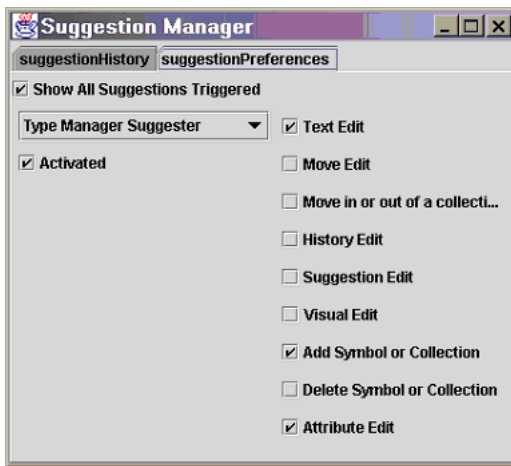 Suggestion Manager
suggestionHistory suggestionPreferences
Show All Suggestions Triggered
Type Manager Suggester
Activated
Text Edit
Move Edit
Move in or out of a collecti...
History Edit
Suggestion Edit
Visual Edit
Add Symbol or Collection
Delete Symbol or Collection
Attribute Edit